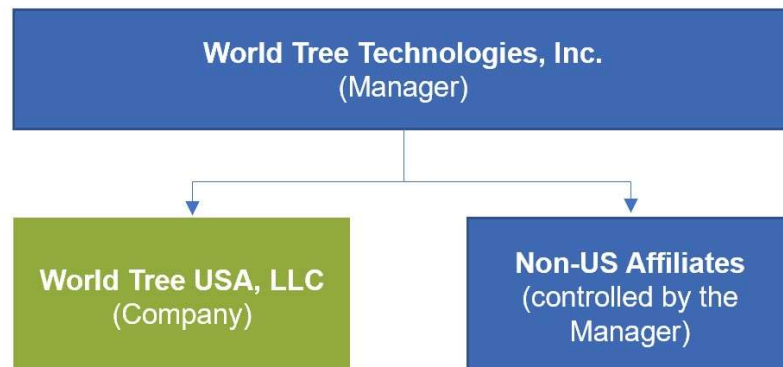 World Tree Technologies, Inc.
(Manager)
World Tree USA, LLC
(Company)
Non-US Affiliates
(controlled by the
Manager)